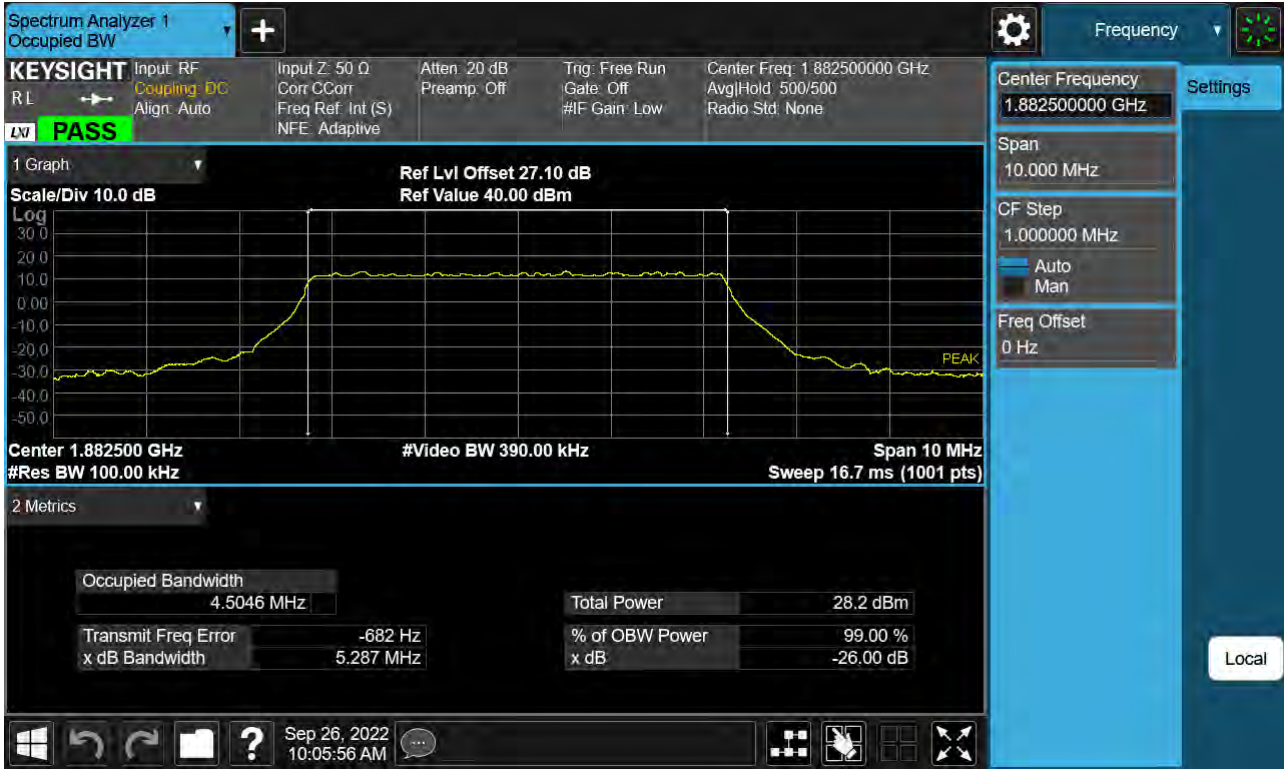 Spectrum Analyzer 1
Occupied BW
Frequency
KEYSIGHT
R L
LXI
PASS
Input: RF
Coupling: DC
Align: Auto
Input Z: 50 Ω
Corr CCorr
Freq Ref: Int (S)
NFE: Adaptive
Atten: 20 dB
Preamp: Off
Trig: Free Run
Gate: Off
#IF Gain: Low
Center Freq: 1.882500000 GHz
Avg|Hold: 500/500
Radio Std: None
Center Frequency
1.882500000 GHz
Settings
Span
10.000 MHz
CF Step
1.000000 MHz
Auto
Man
Freq Offset
0 Hz
1 Graph
Ref Lvl Offset 27.10 dB
Scale/Div 10.0 dB
Ref Value 40.00 dBm
Log
30.0
20.0
10.0
0.00
-10.0
-20.0
-30.0
-40.0
-50.0
PEAK
Center 1.882500 GHz
#Video BW 390.00 kHz
Span 10 MHz
#Res BW 100.00 kHz
Sweep 16.7 ms (1001 pts)
2 Metrics
Occupied Bandwidth
4.5046 MHz
Total Power 28.2 dBm
Transmit Freq Error -682 Hz
% of OBW Power 99.00 %
x dB Bandwidth 5.287 MHz
x dB -26.00 dB
Local
?
Sep 26, 2022
10:05:56 AM